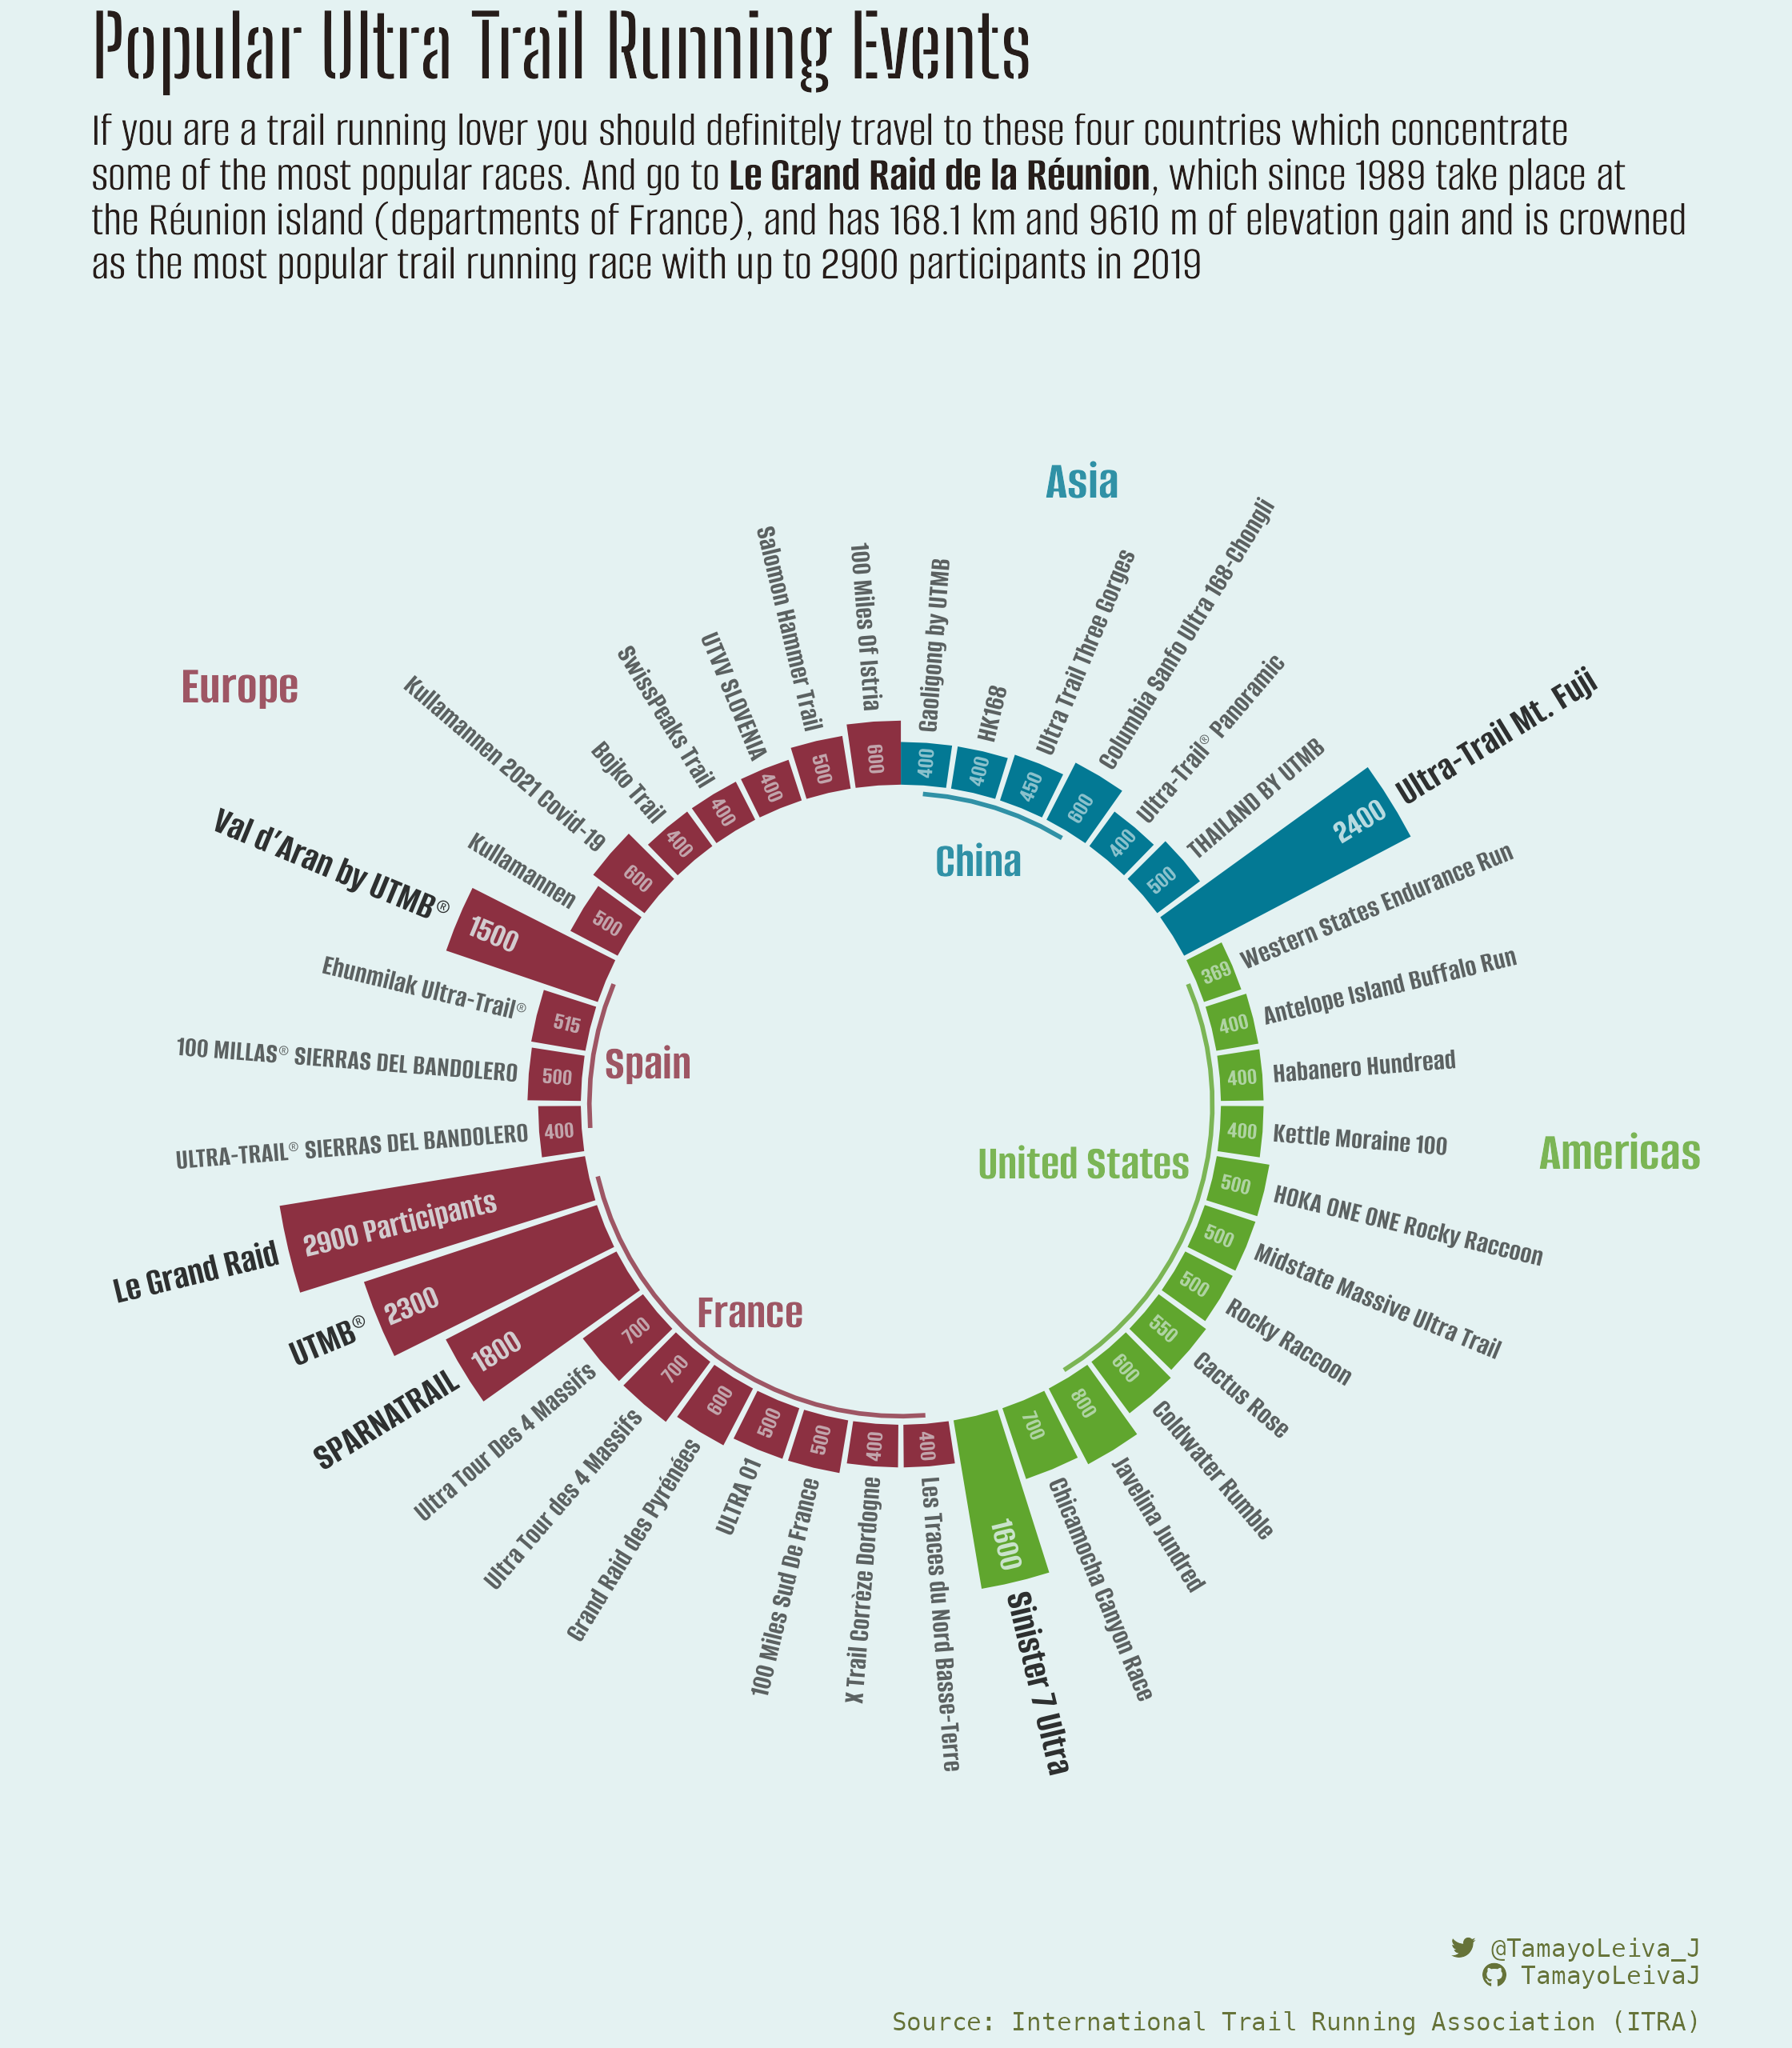 Popular Ultra Trail Running Events
If you are a trail running lover you should definitely travel to these four countries which concentrate
some of the most popular races. And go to Le Grand Raid de la Réunion, which since 1989 take place at
the Réunion island (departments of France), and has 168.1 km and 9610 m of elevation gain and is crowned
as the most popular trail running race with up to 2900 participants in 2019
Asia
Gaoligong by UTMB
400
HK168
400
Ultra Trail Three Gorges
450
Columbia Sanfo Ultra 168-Chongli
600
Ultra-Trail® Panoramic
400
THAILAND BY UTMB
500
Ultra-Trail Mt. Fuji
2400
China
Americas
Western States Endurance Run
369
Antelope Island Buffalo Run
400
Habanero Hundread
400
Kettle Moraine 100
400
HOKA ONE ONE Rocky Raccoon
500
Midstate Massive Ultra Trail
500
Rocky Raccoon
500
Cactus Rose
550
Coldwater Rumble
600
Javelina Jundred
800
Chicamocha Canyon Race
700
Sinister 7 Ultra
1600
United States
Les Traces du Nord Basse-Terre
400
X Trail Corrèze Dordogne
400
100 Miles Sud De France
500
ULTRA 01
500
Grand Raid des Pyrénées
600
Ultra Tour des 4 Massifs
700
Ultra Tour Des 4 Massifs
700
SPARNATRAIL
1800
UTMB®
2300
Le Grand Raid
2900 Participants
France
ULTRA-TRAIL® SIERRAS DEL BANDOLERO
400
100 MILLAS® SIERRAS DEL BANDOLERO
500
Ehunmilak Ultra-Trail®
515
Val d'Aran by UTMB®
1500
Spain
Kullamannen
500
Kullamannen 2021 Covid-19
600
Bojko Trail
400
SwissPeaks Trail
400
UTVV SLOVENIA
400
Salomon Hammer Trail
500
100 Miles Of Istria
600
Europe
@TamayoLeiva_J
TamayoLeivaJ
Source: International Trail Running Association (ITRA)